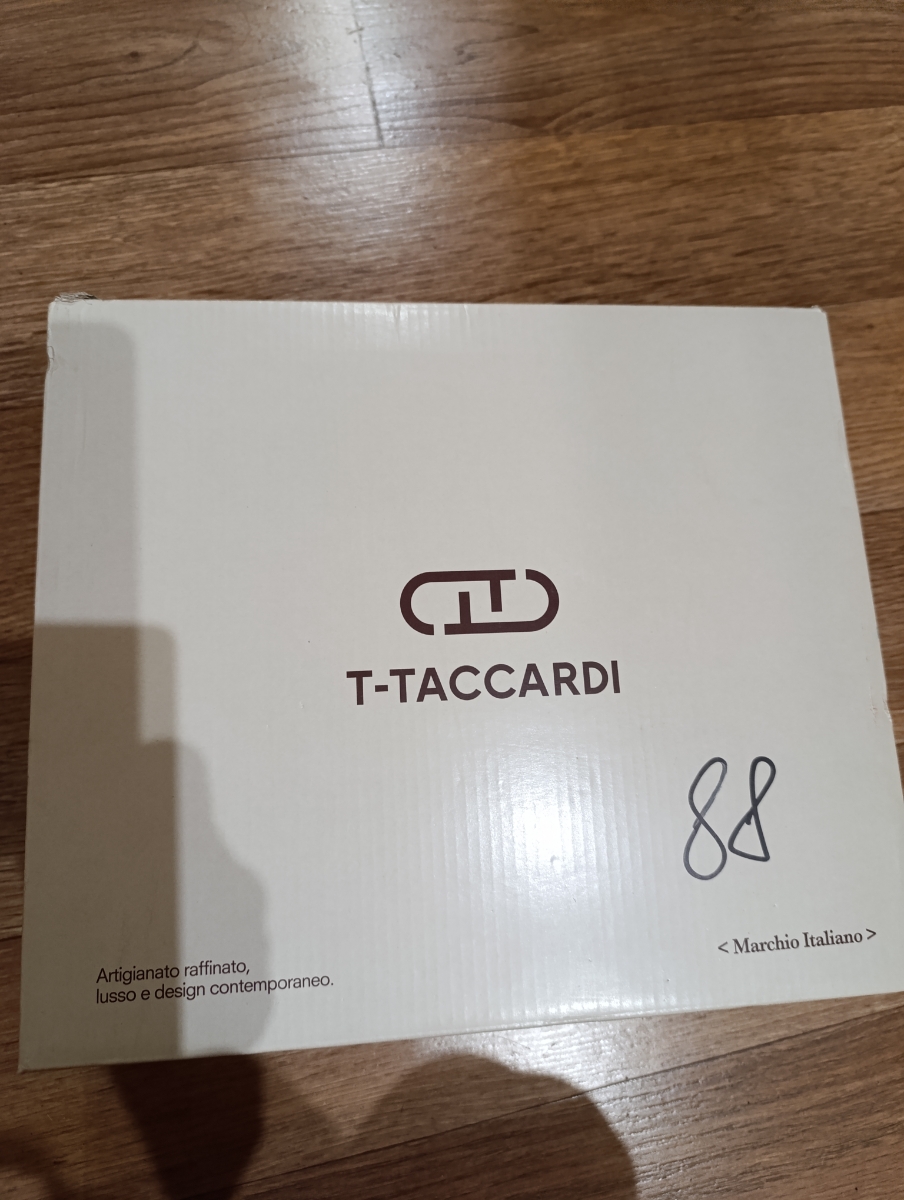 T-TACCARDI
88
< Marchio Italiano >
Artigianato raffinato,
lusso e design contemporaneo.